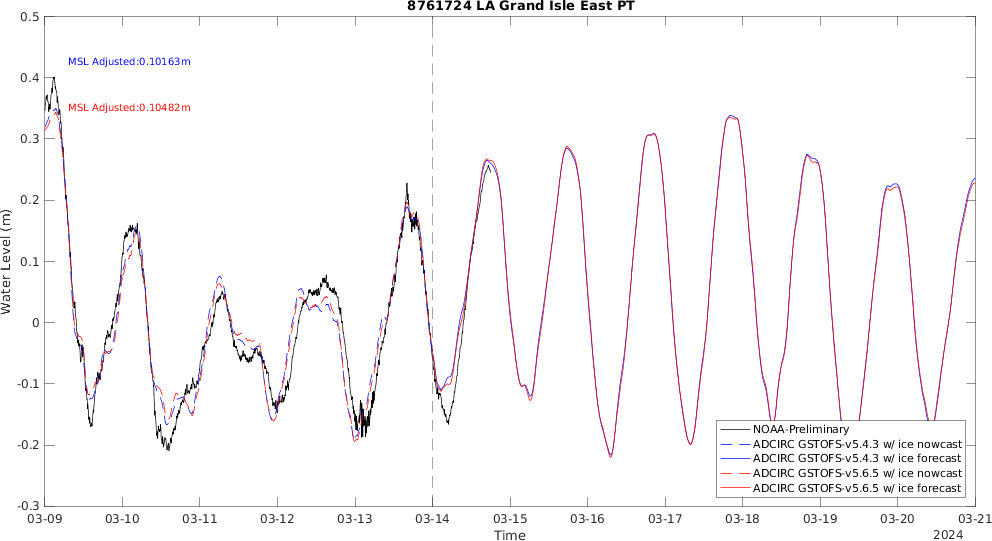 8761724 LA Grand Isle East PT
MSL Adjusted:0.10163m
MSL Adjusted:0.10482m
Water Level (m)
0.5
0.4
0.3
0.2
0.1
0
-0.1
-0.2
-0.3
NOAA-Preliminary
ADCIRC GSTOFS-v5.4.3 w/ ice nowcast
ADCIRC GSTOFS-v5.4.3 w/ ice forecast
ADCIRC GSTOFS-v5.6.5 w/ ice nowcast
ADCIRC GSTOFS-v5.6.5 w/ ice forecast
03-09 03-10 03-11 03-12 03-13 03-14 03-15 03-16 03-17 03-18 03-19 03-20 03-21
Time
2024